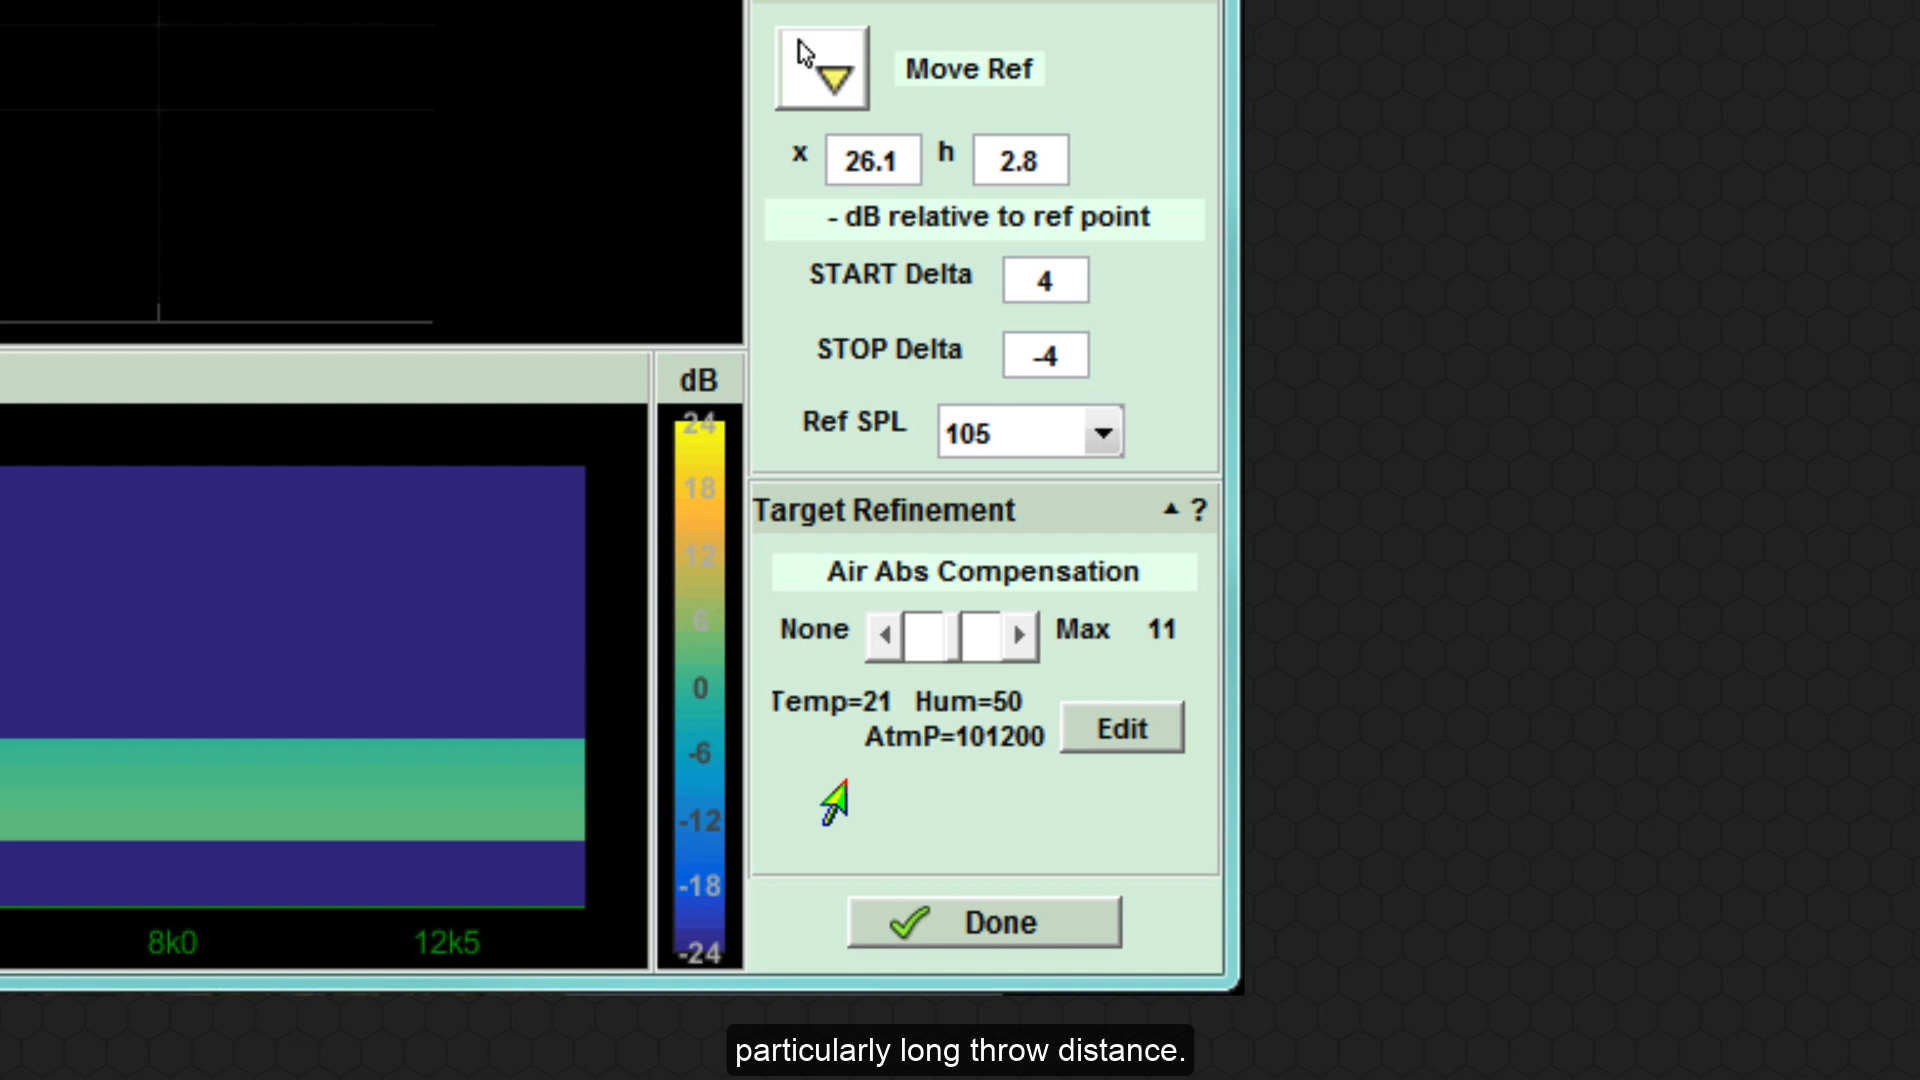 Move Ref
x 26.1 h 2.8
- dB relative to ref point
START Delta 4
STOP Delta -4
Ref SPL 105
dB
24
18
12
6
0
-6
-12
-18
-24
8k0 12k5
Target Refinement ?
Air Abs Compensation
None Max 11
Temp=21 Hum=50
AtmP=101200 Edit
Done
particularly long throw distance.